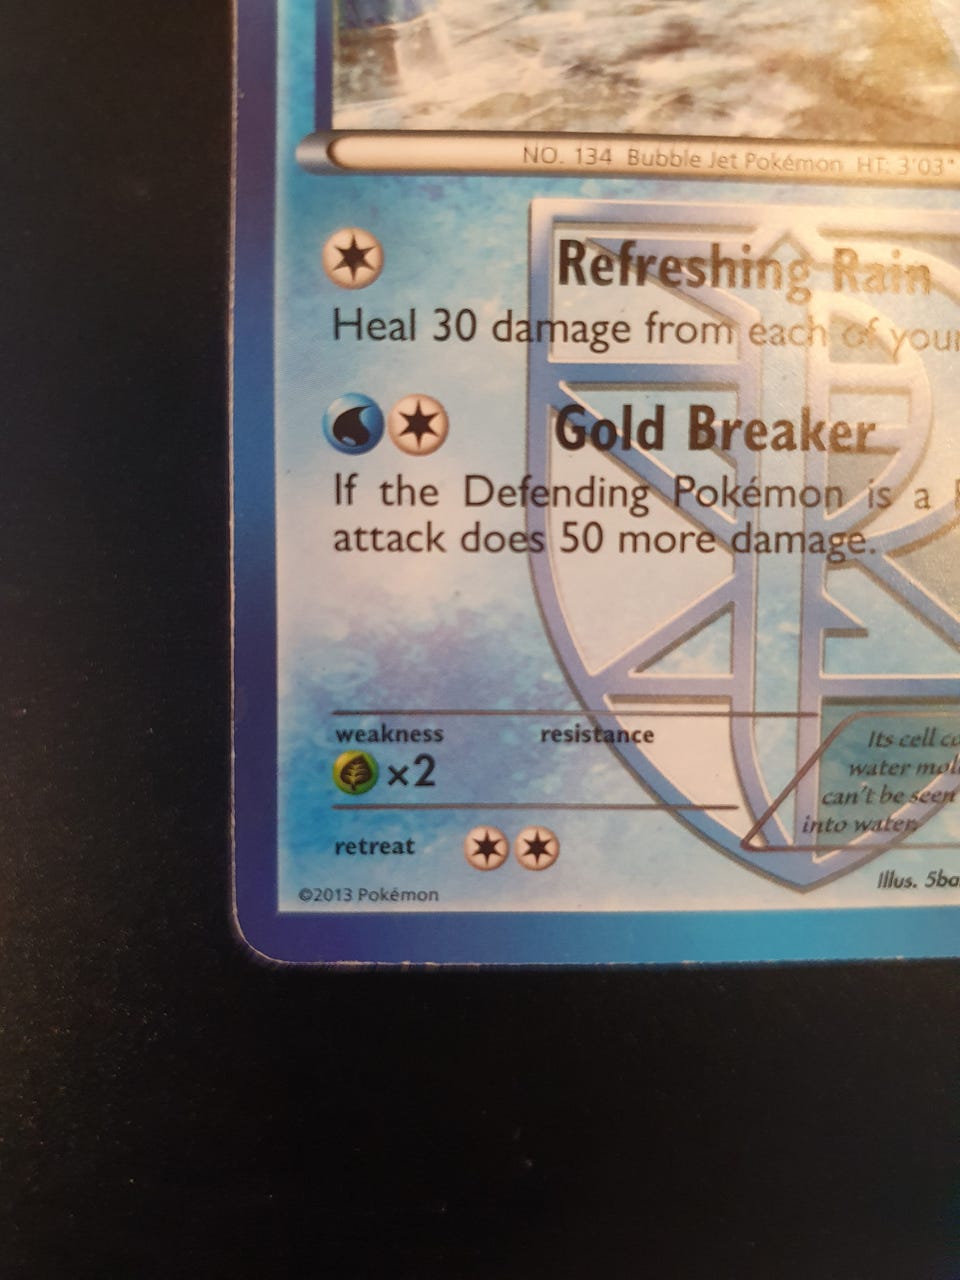 NO. 134 Bubble Jet Pokémon HT: 3'03"
Refreshing Rain
Heal 30 damage from each of your
Gold Breaker
If the Defending Pokémon is a
attack does 50 more damage.
weakness resistance
×2
Its cell
water
can't be seen
into water.
retreat
Illus.
©2013 Pokémon